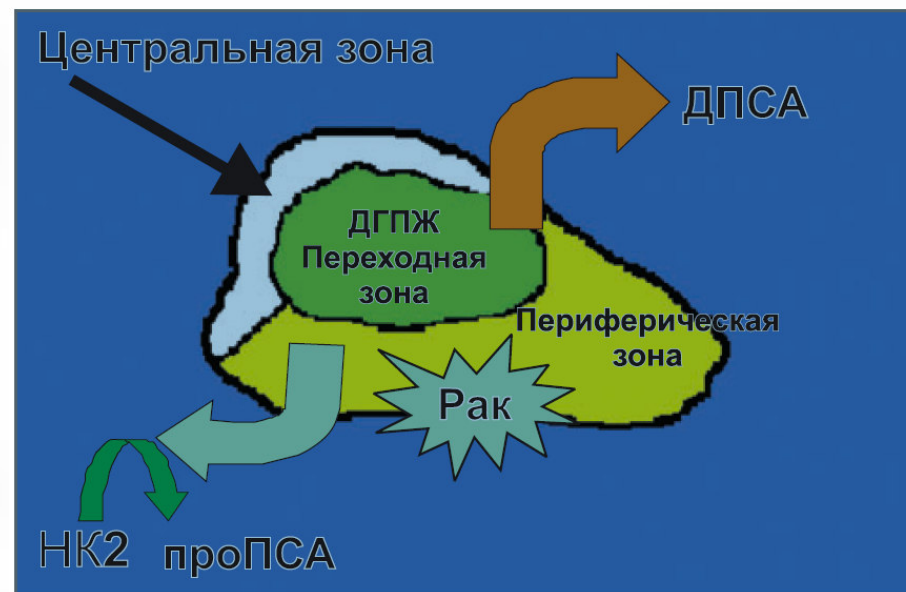 Центральная зона
ДПСА
ДГПЖ
Переходная
зона
Периферическая
зона
Рак
НК2 проПСА